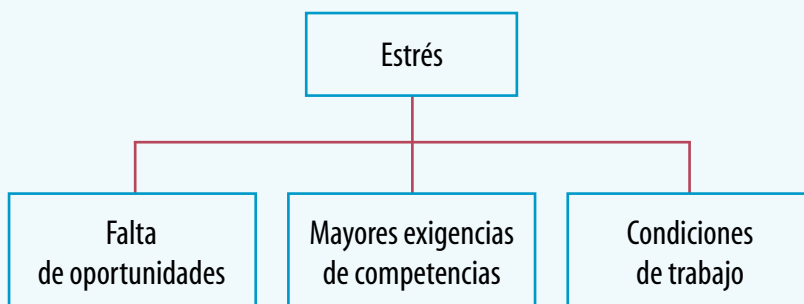 Estrés
Falta
de oportunidades
Mayores exigencias
de competencias
Condiciones
de trabajo